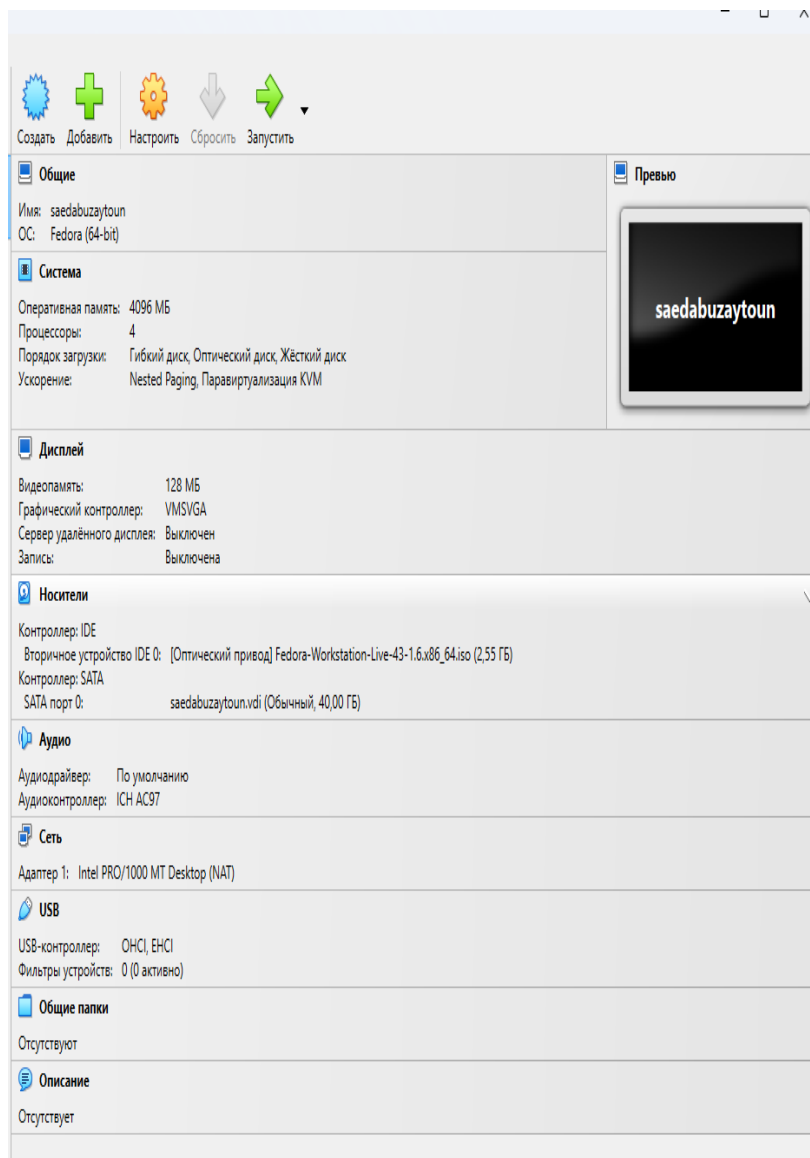 Создать Добавить Настроить Сбросить Запустить
Общие
Имя: saedabuzaytoun
ОС: Fedora (64-bit)
Превью
saedabuzaytoun
Система
Оперативная память: 4096 МБ
Процессоры: 4
Порядок загрузки: Гибкий диск, Оптический диск, Жёсткий диск
Ускорение: Nested Paging, Паравиртуализация KVM
Дисплей
Видеопамять: 128 МБ
Графический контроллер: VMSVGA
Сервер удалённого дисплея: Выключен
Запись: Выключена
Носители
Контроллер: IDE
Вторичное устройство IDE 0: [Оптический привод] Fedora-Workstation-Live-43-1.6.x86_64.iso (2,55 ГБ)
Контроллер: SATA
SATA порт 0: saedabuzaytoun.vdi (Обычный, 40,00 ГБ)
Аудио
Аудиодрайвер: По умолчанию
Аудиоконтроллер: ICH AC97
Сеть
Адаптер 1: Intel PRO/1000 MT Desktop (NAT)
USB
USB-контроллер: OHCI, EHCI
Фильтры устройств: 0 (0 активно)
Общие папки
Отсутствуют
Описание
Отсутствует